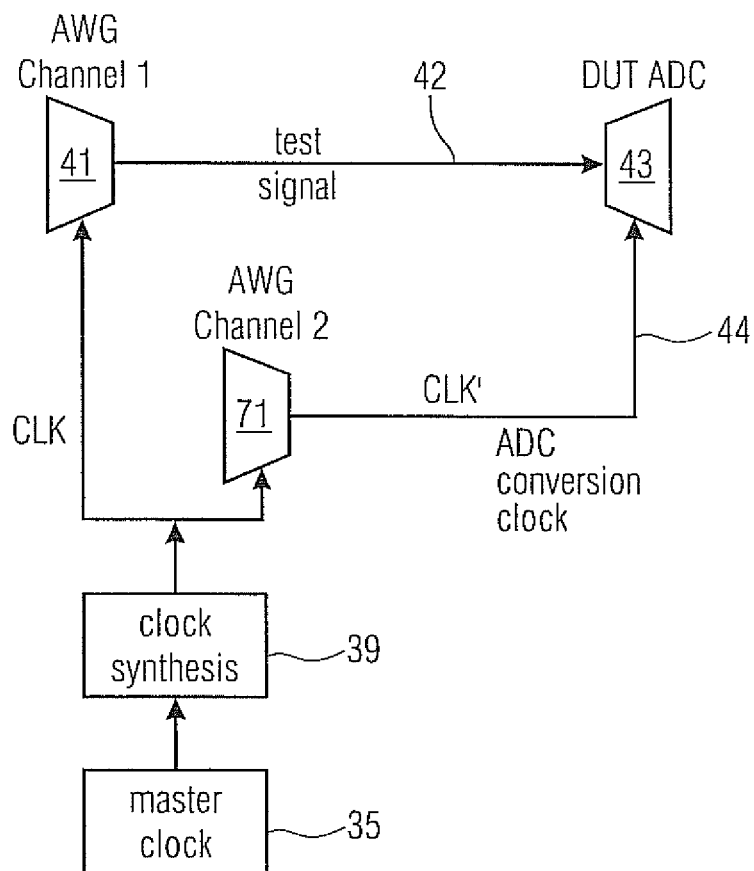 AWG
Channel 1
42
DUT ADC
41
test
signal
43
AWG
Channel 2
44
CLK
71
CLK'
ADC
conversion
clock
clock
synthesis
39
master
clock
35